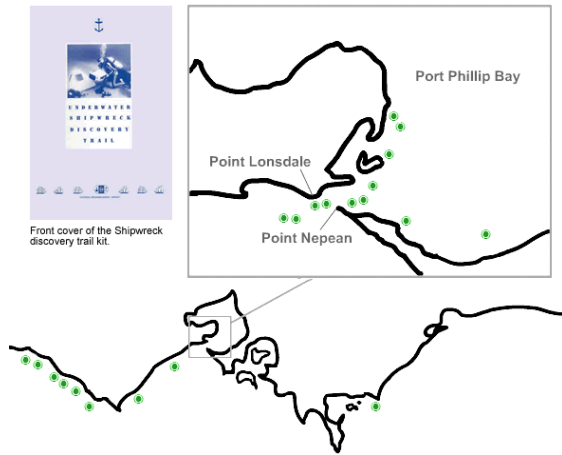 UNDERWATER
SHIPWRECK
DISCOVERY
TRAIL
Front cover of the Shipwreck
discovery trail kit.
Port Phillip Bay
Point Lonsdale
Point Nepean